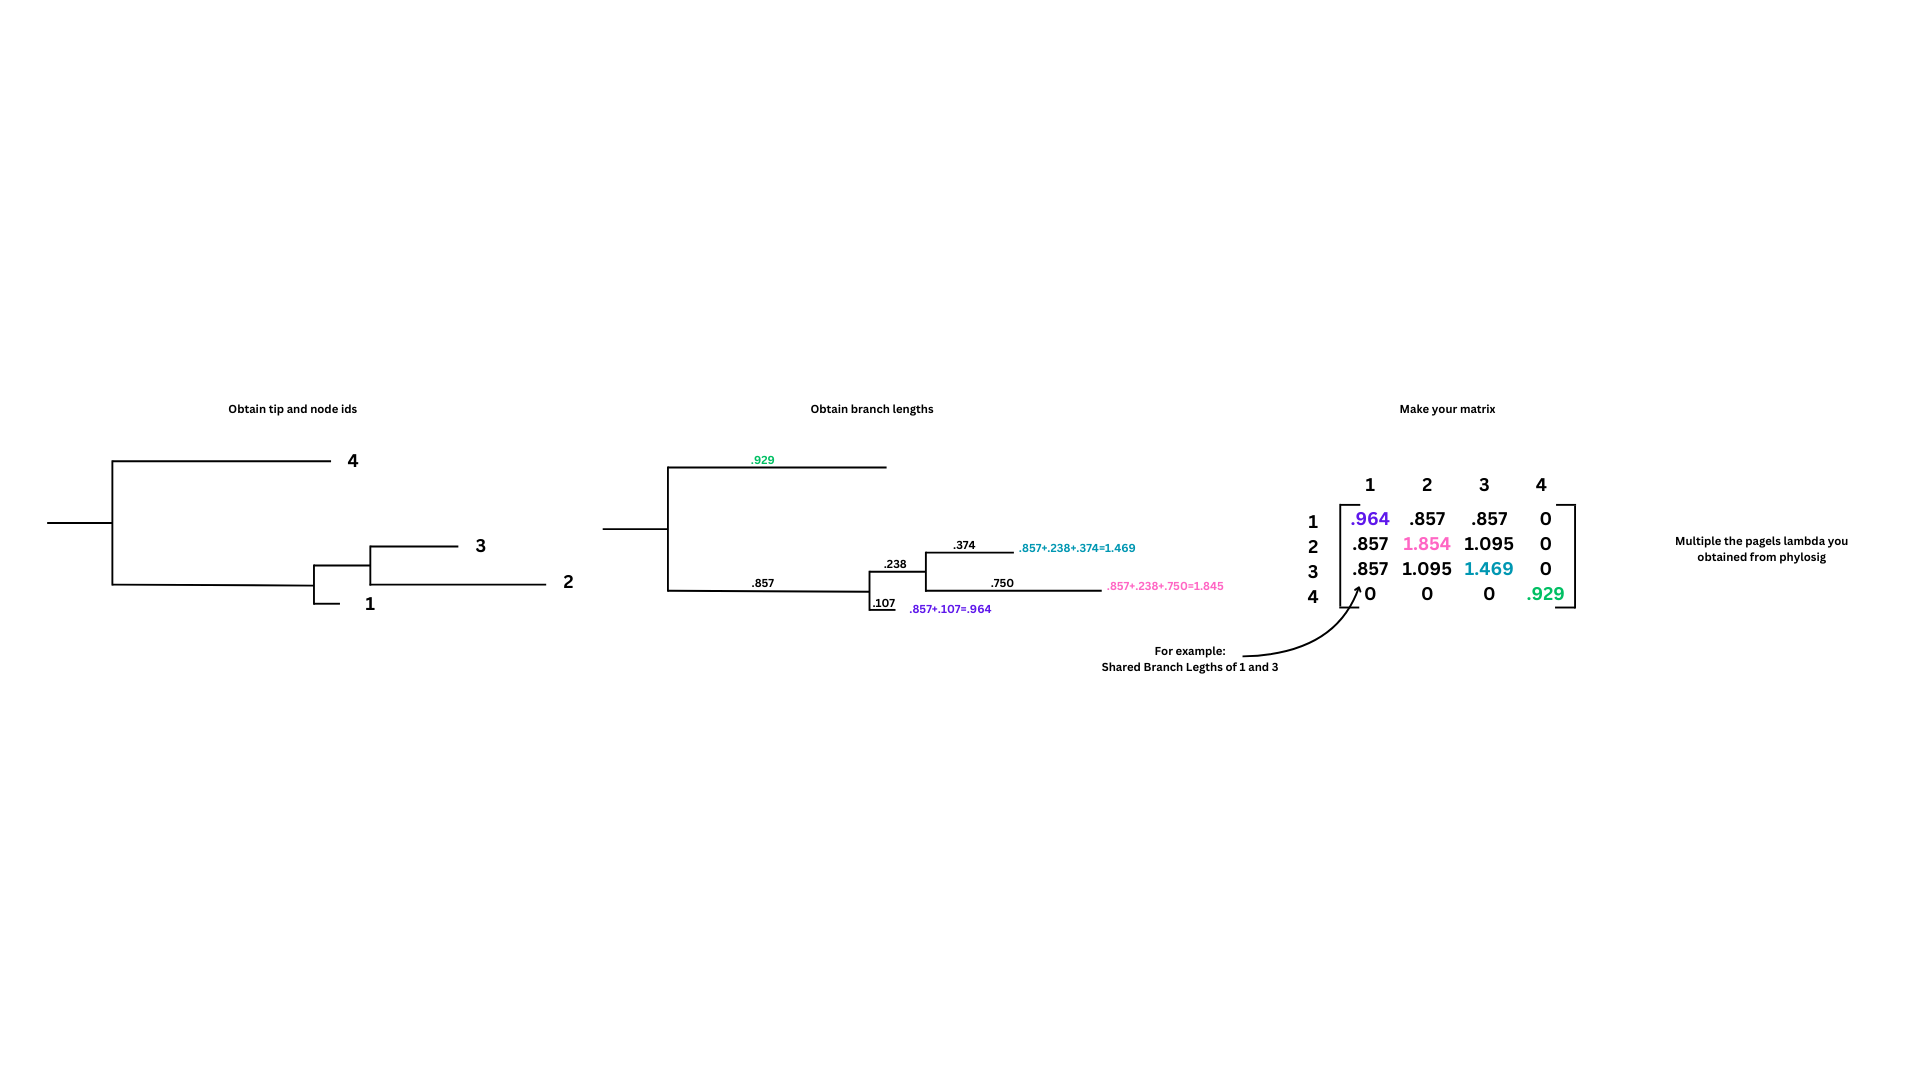 Obtain tip and node ids
4
3
2
1
Obtain branch lengths
.929
.374
.857+.238+.374=1.469
.238
.857
.750
.857+.238+.750=1.845
.107
.857+.107=.964
Make your matrix
1 2 3 4
1 .964 .857 .857 0
2 .857 1.854 1.095 0
3 .857 1.095 1.469 0
4 0 0 0 .929
For example:
Shared Branch Legths of 1 and 3
Multiple the pagels lambda you
obtained from phylosig